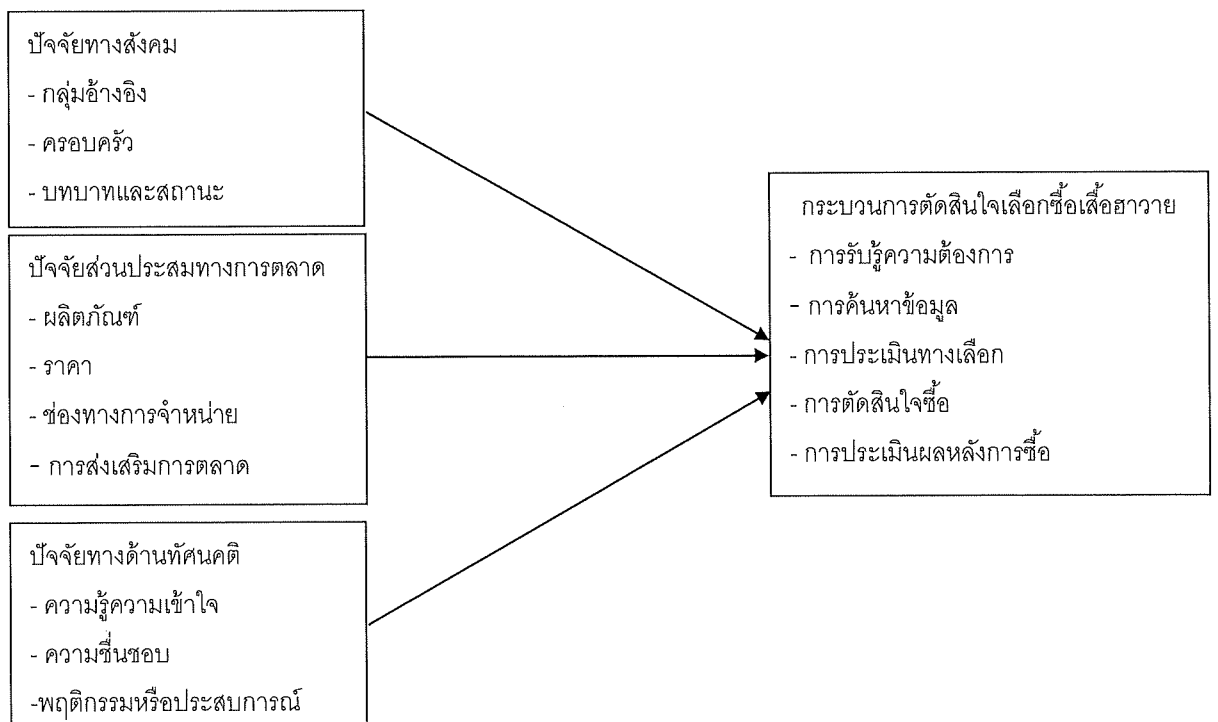 ปัจจัยทางสังคม
- กลุ่มอ้างอิง
- ครอบครัว
- บทบาทและสถานะ
ปัจจัยส่วนประสมทางการตลาด
- ผลิตภัณฑ์
- ราคา
- ช่องทางการจำหน่าย
- การส่งเสริมการตลาด
ปัจจัยทางด้านทัศนคติ
- ความรู้ความเข้าใจ
- ความชื่นชอบ
-พฤติกรรมหรือประสบการณ์
กระบวนการตัดสินใจเลือกซื้อเสื้อฮาวาย
- การรับรู้ความต้องการ
- การค้นหาข้อมูล
- การประเมินทางเลือก
- การตัดสินใจซื้อ
- การประเมินผลหลังการซื้อ